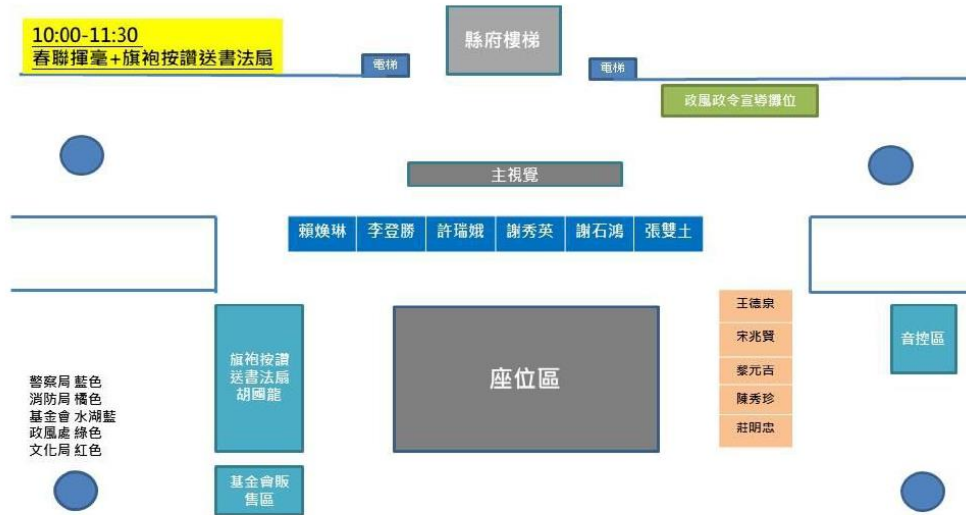 10:00-11:30
春聯揮毫+旗袍按讚送書法扇
縣府樓梯
電梯
電梯
政風政令宣導攤位
主視覺
賴煥琳 李登勝 許瑞娥 謝秀英 謝石鴻 張雙土
王德泉
宋兆賢
黎元吉
陳秀珍
莊明忠
音控區
旗袍按讚
送書法扇
胡國龍
座位區
警察局 藍色
消防局 橘色
基金會 水湖藍
政風處 綠色
文化局 紅色
基金會販
售區